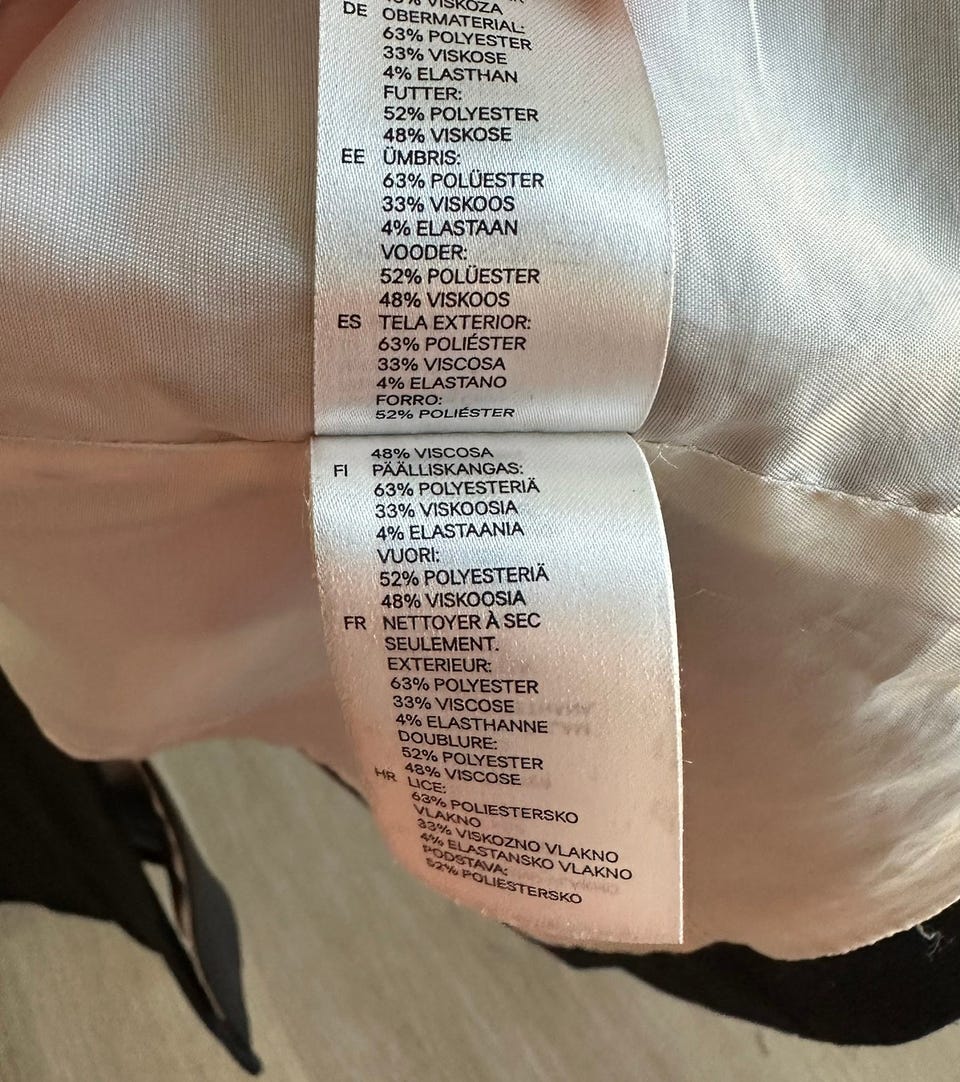 VISKOZA
DE OBERMATERIAL:
63% POLYESTER
33% VISKOSE
4% ELASTHAN
FUTTER:
52% POLYESTER
48% VISKOSE
EE ÜMBRIS:
63% POLÜESTER
33% VISKOOS
4% ELASTAAN
VOODER:
52% POLÜESTER
48% VISKOOS
ES TELA EXTERIOR:
63% POLIÉSTER
33% VISCOSA
4% ELASTANO
FORRO:
52% POLIÉSTER
48% VISCOSA
FI PÄÄLLISKANGAS:
63% POLYESTERIÄ
33% VISKOOSIA
4% ELASTAANIA
VUORI:
52% POLYESTERIÄ
48% VISKOOSIA
FR NETTOYER À SEC
SEULEMENT.
EXTERIEUR:
63% POLYESTER
33% VISCOSE
4% ELASTHANNE
DOUBLURE:
52% POLYESTER
48% VISCOSE
HR LICE:
63% POLIESTERSKO
VLAKNO
33% VISKOZNO VLAKNO
4% ELASTANSKO VLAKNO
PODSTAVA:
52% POLIESTERSKO